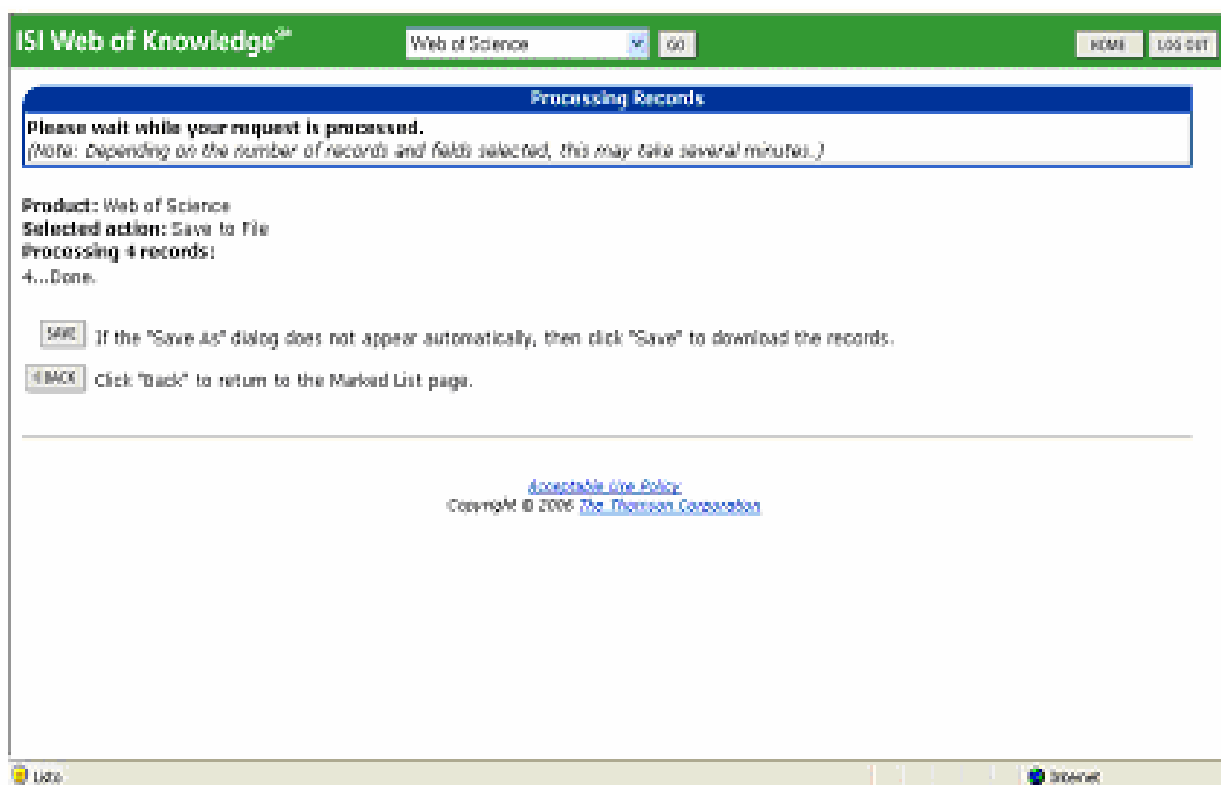 ISI Web of Knowledge℠ Web of Science GO HOME LOG OUT
Processing Records
Please wait while your request is processed.
(Note: Depending on the number of records and fields selected, this may take several minutes.)
Product: Web of Science
Selected action: Save to File
Processing 4 records:
4...Done.
SAVE If the "Save As" dialog does not appear automatically, then click "Save" to download the records.
BACK Click "Back" to return to the Marked List page.
Acceptable Use Policy
Copyright © 2006 The Thomson Corporation
Listo Internet